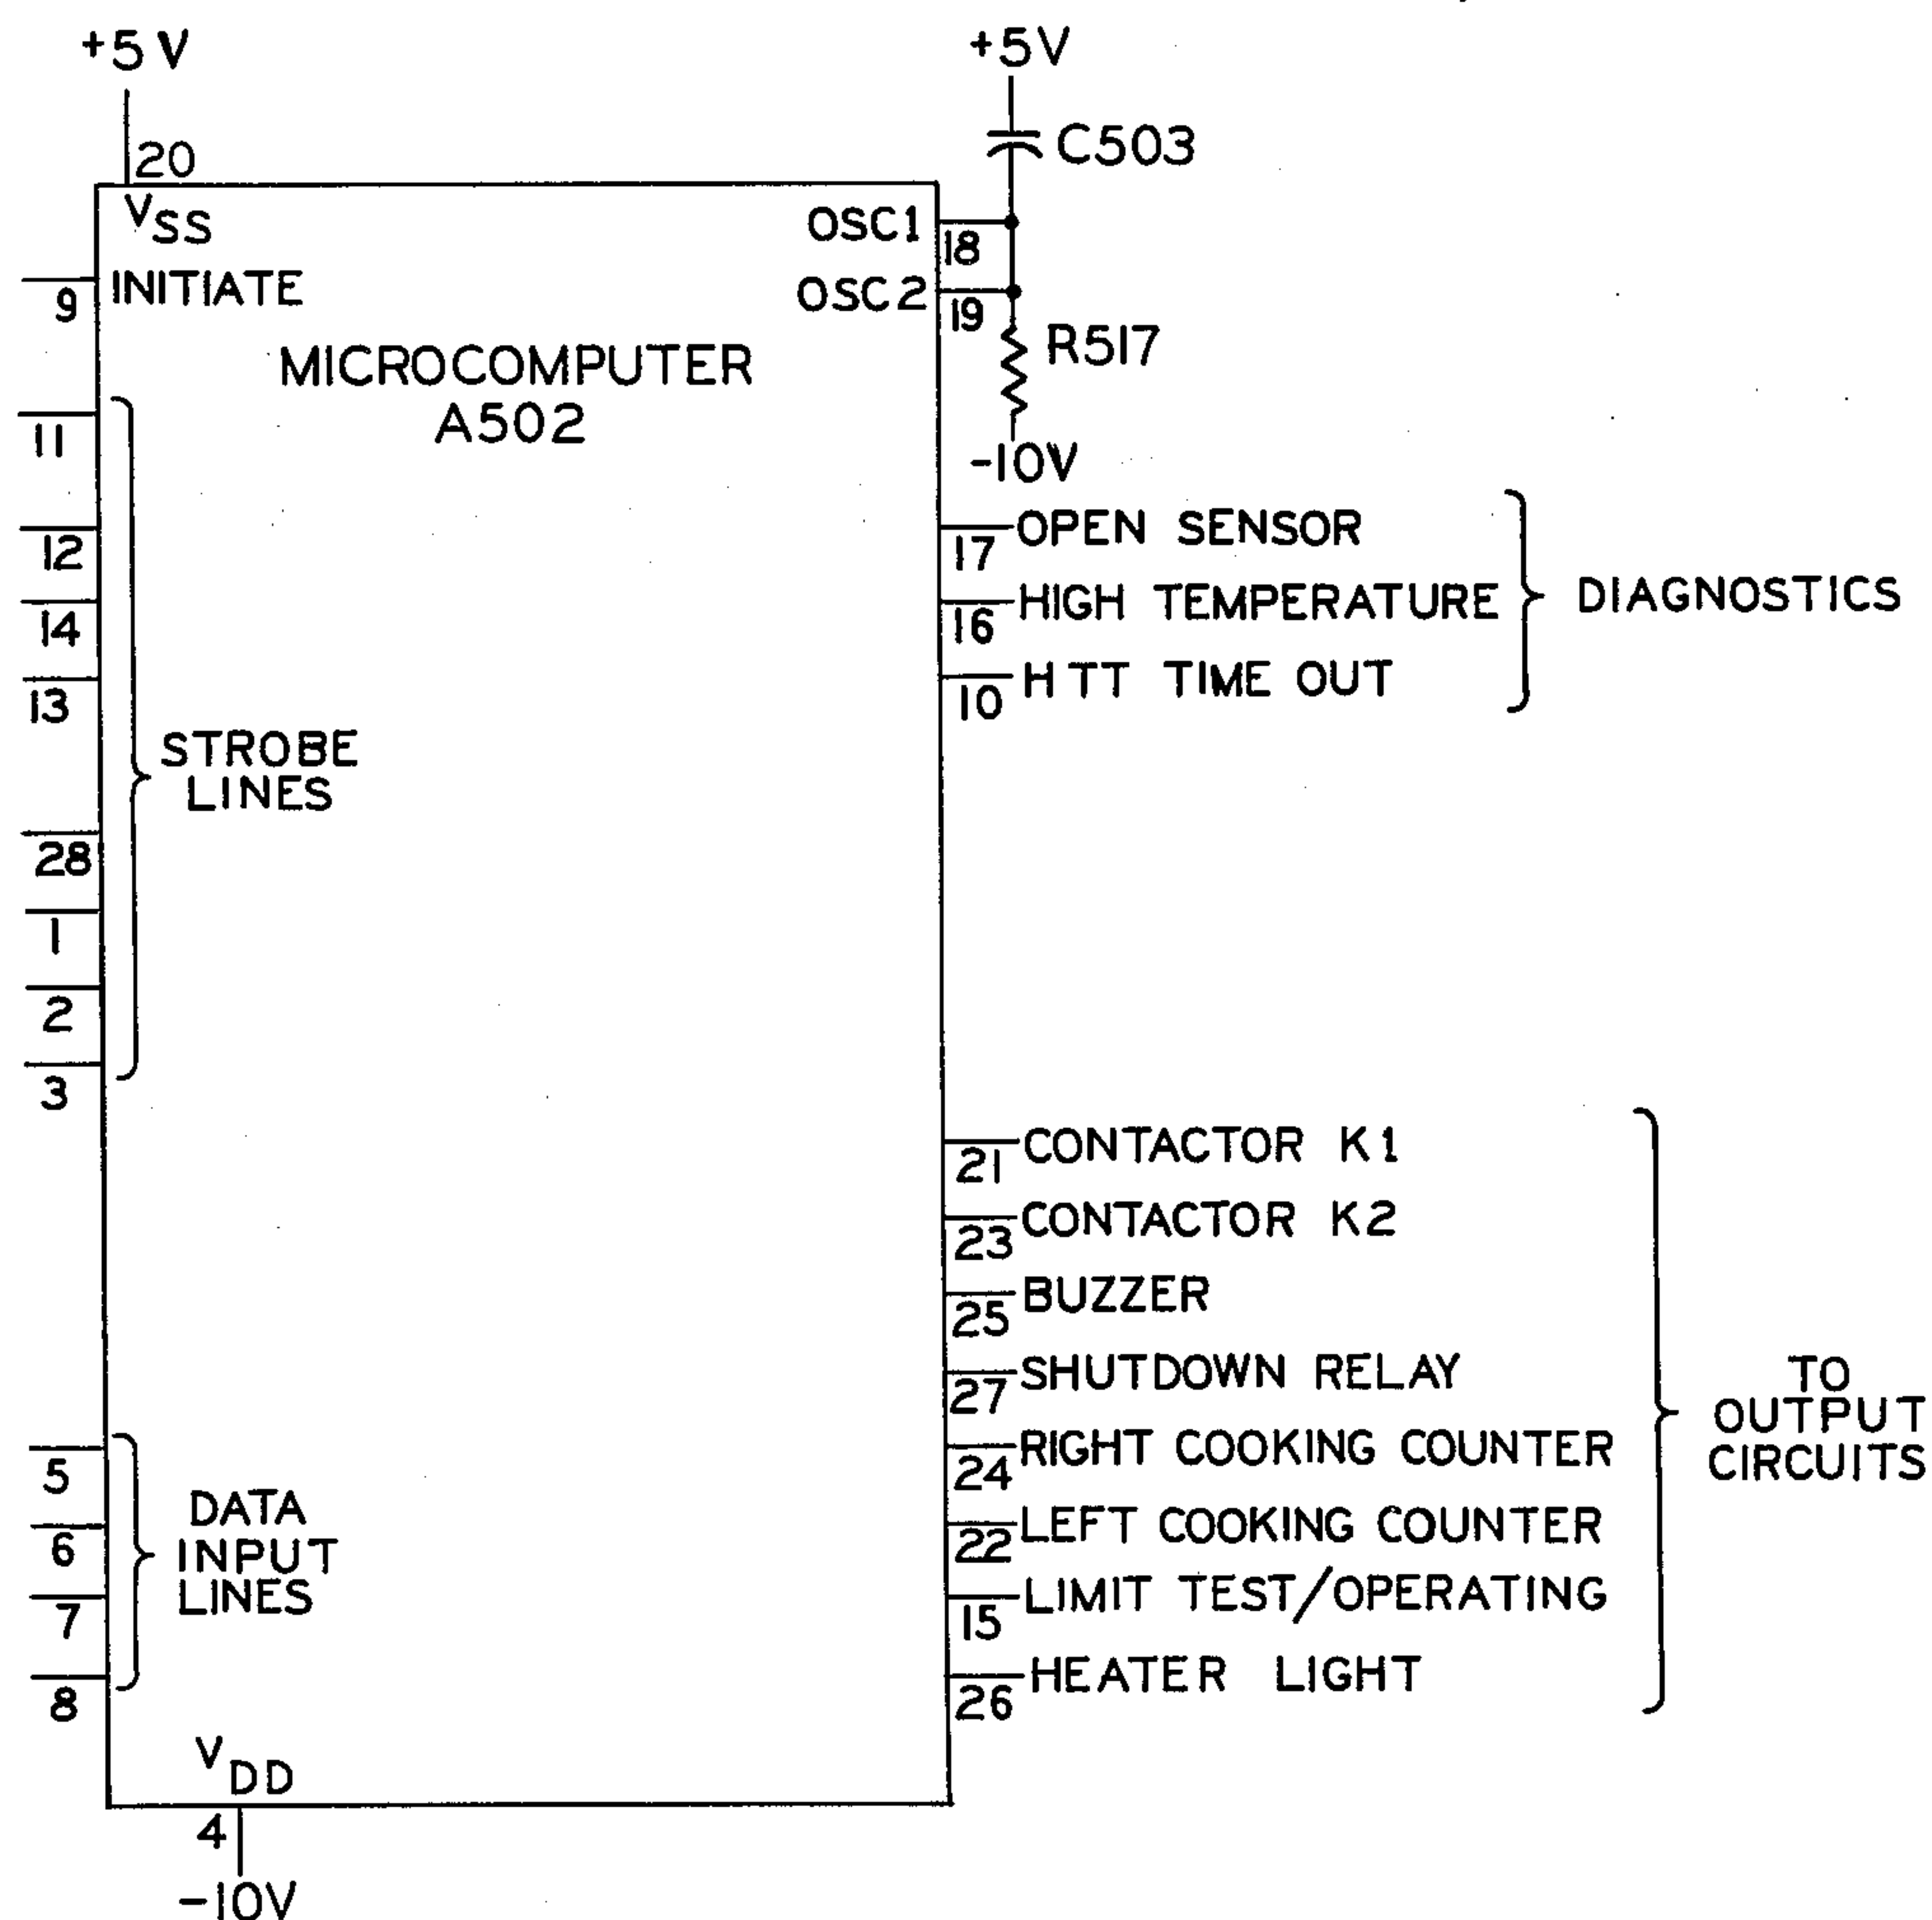 +5V
+5V
C503
20
VSS
OSC1
18
INITIATE
9
OSC2
19
MICROCOMPUTER
A502
R517
-10V
11
12
14
13
28
1
2
3
STROBE
LINES
OPEN SENSOR
17
HIGH TEMPERATURE
16
HTT TIME OUT
10
DIAGNOSTICS
CONTACTOR K1
21
CONTACTOR K2
23
BUZZER
25
SHUTDOWN RELAY
27
RIGHT COOKING COUNTER
24
LEFT COOKING COUNTER
22
LIMIT TEST/OPERATING
15
HEATER LIGHT
26
TO
OUTPUT
CIRCUITS
5
6
7
8
DATA
INPUT
LINES
VDD
4
-10V